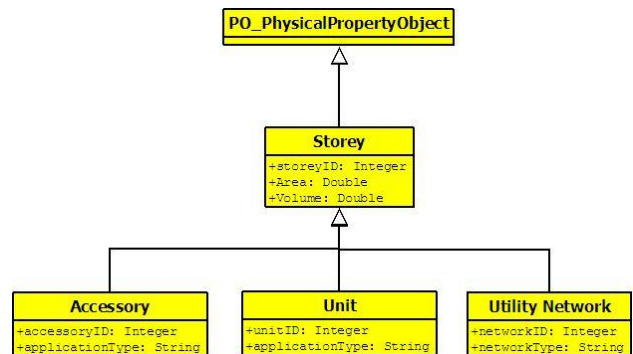 PO_PhysicalPropertyObject
Storey
+storeyID: Integer
+Area: Double
+Volume: Double
Accessory
+accessoryID: Integer
+applicationType: String
Unit
+unitID: Integer
+applicationType: String
Utility Network
+networkID: Integer
+networkType: String